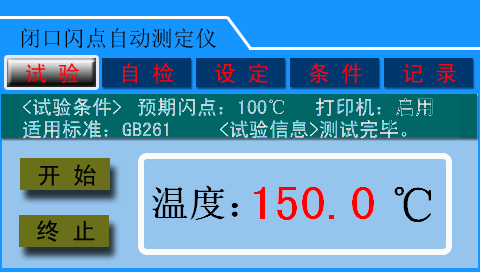 闭口闪点自动测定仪
试 验 自 检 设 定 条 件 记 录
<试验条件> 预期闪点：100℃ 打印机：启用
适用标准：GB261 <试验信息>测试完毕。
开 始
温度：150.0 ℃
终 止